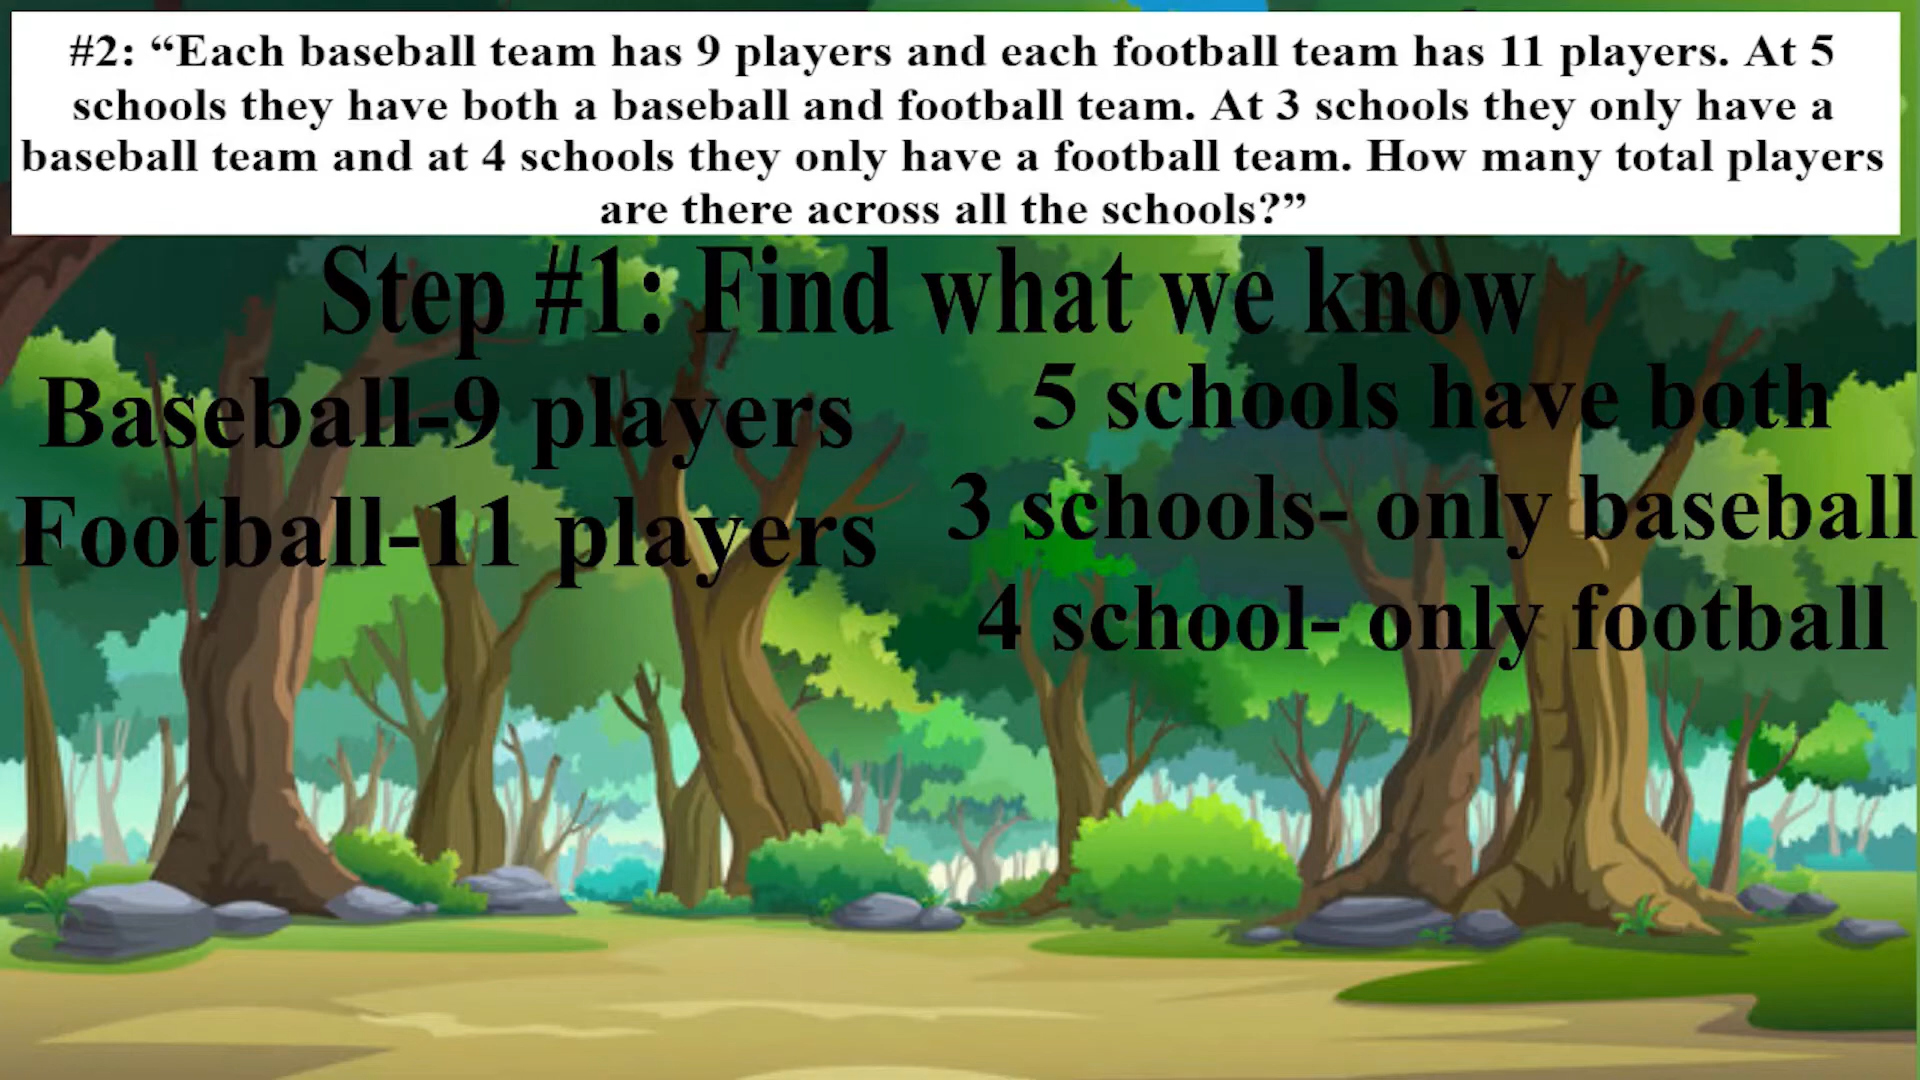 #2: “Each baseball team has 9 players and each football team has 11 players. At 5
schools they have both a baseball and football team. At 3 schools they only have a
baseball team and at 4 schools they only have a football team. How many total players
are there across all the schools?”
Step #1: Find what we know
Baseball-9 players
Football-11 players
5 schools have both
3 schools- only baseball
4 school- only football